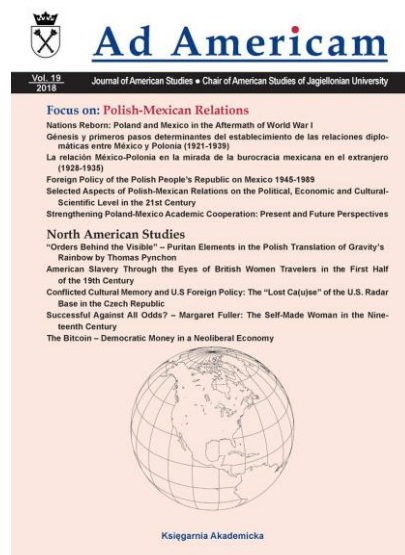 Ad Americam
Vol. 19
2018
Journal of American Studies ● Chair of American Studies of Jagiellonian University
Focus on: Polish-Mexican Relations
Nations Reborn: Poland and Mexico in the Aftermath of World War I
Génesis y primeros pasos determinantes del establecimiento de las relaciones diplo-
máticas entre México y Polonia (1921-1939)
La relación México-Polonia en la mirada de la burocracia mexicana en el extranjero
(1928-1935)
Foreign Policy of the Polish People's Republic on Mexico 1945-1989
Selected Aspects of Polish-Mexican Relations on the Political, Economic and Cultural-
Scientific Level in the 21st Century
Strengthening Poland-Mexico Academic Cooperation: Present and Future Perspectives
North American Studies
"Orders Behind the Visible" – Puritan Elements in the Polish Translation of Gravity's
Rainbow by Thomas Pynchon
American Slavery Through the Eyes of British Women Travelers in the First Half
of the 19th Century
Conflicted Cultural Memory and U.S Foreign Policy: The "Lost Ca(u)se" of the U.S. Radar
Base in the Czech Republic
Successful Against All Odds? – Margaret Fuller: The Self-Made Woman in the Nine-
teenth Century
The Bitcoin – Democratic Money in a Neoliberal Economy
Księgarnia Akademicka